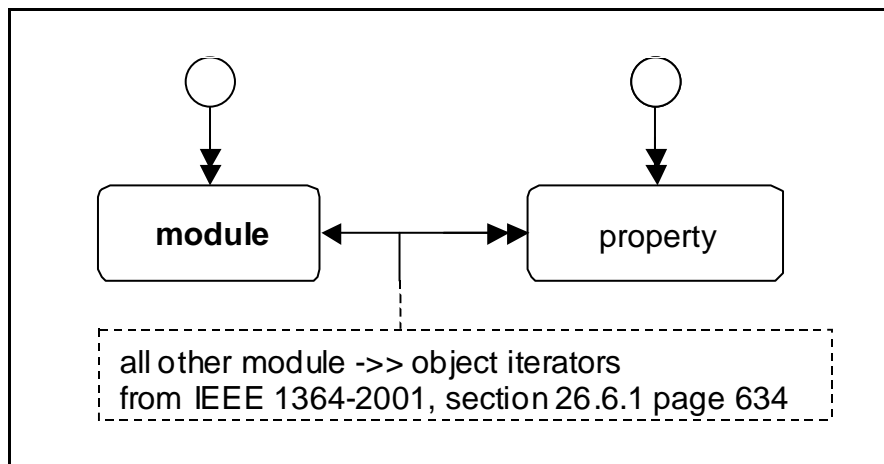 module
property
all other module ->> object iterators
from IEEE 1364-2001, section 26.6.1 page 634